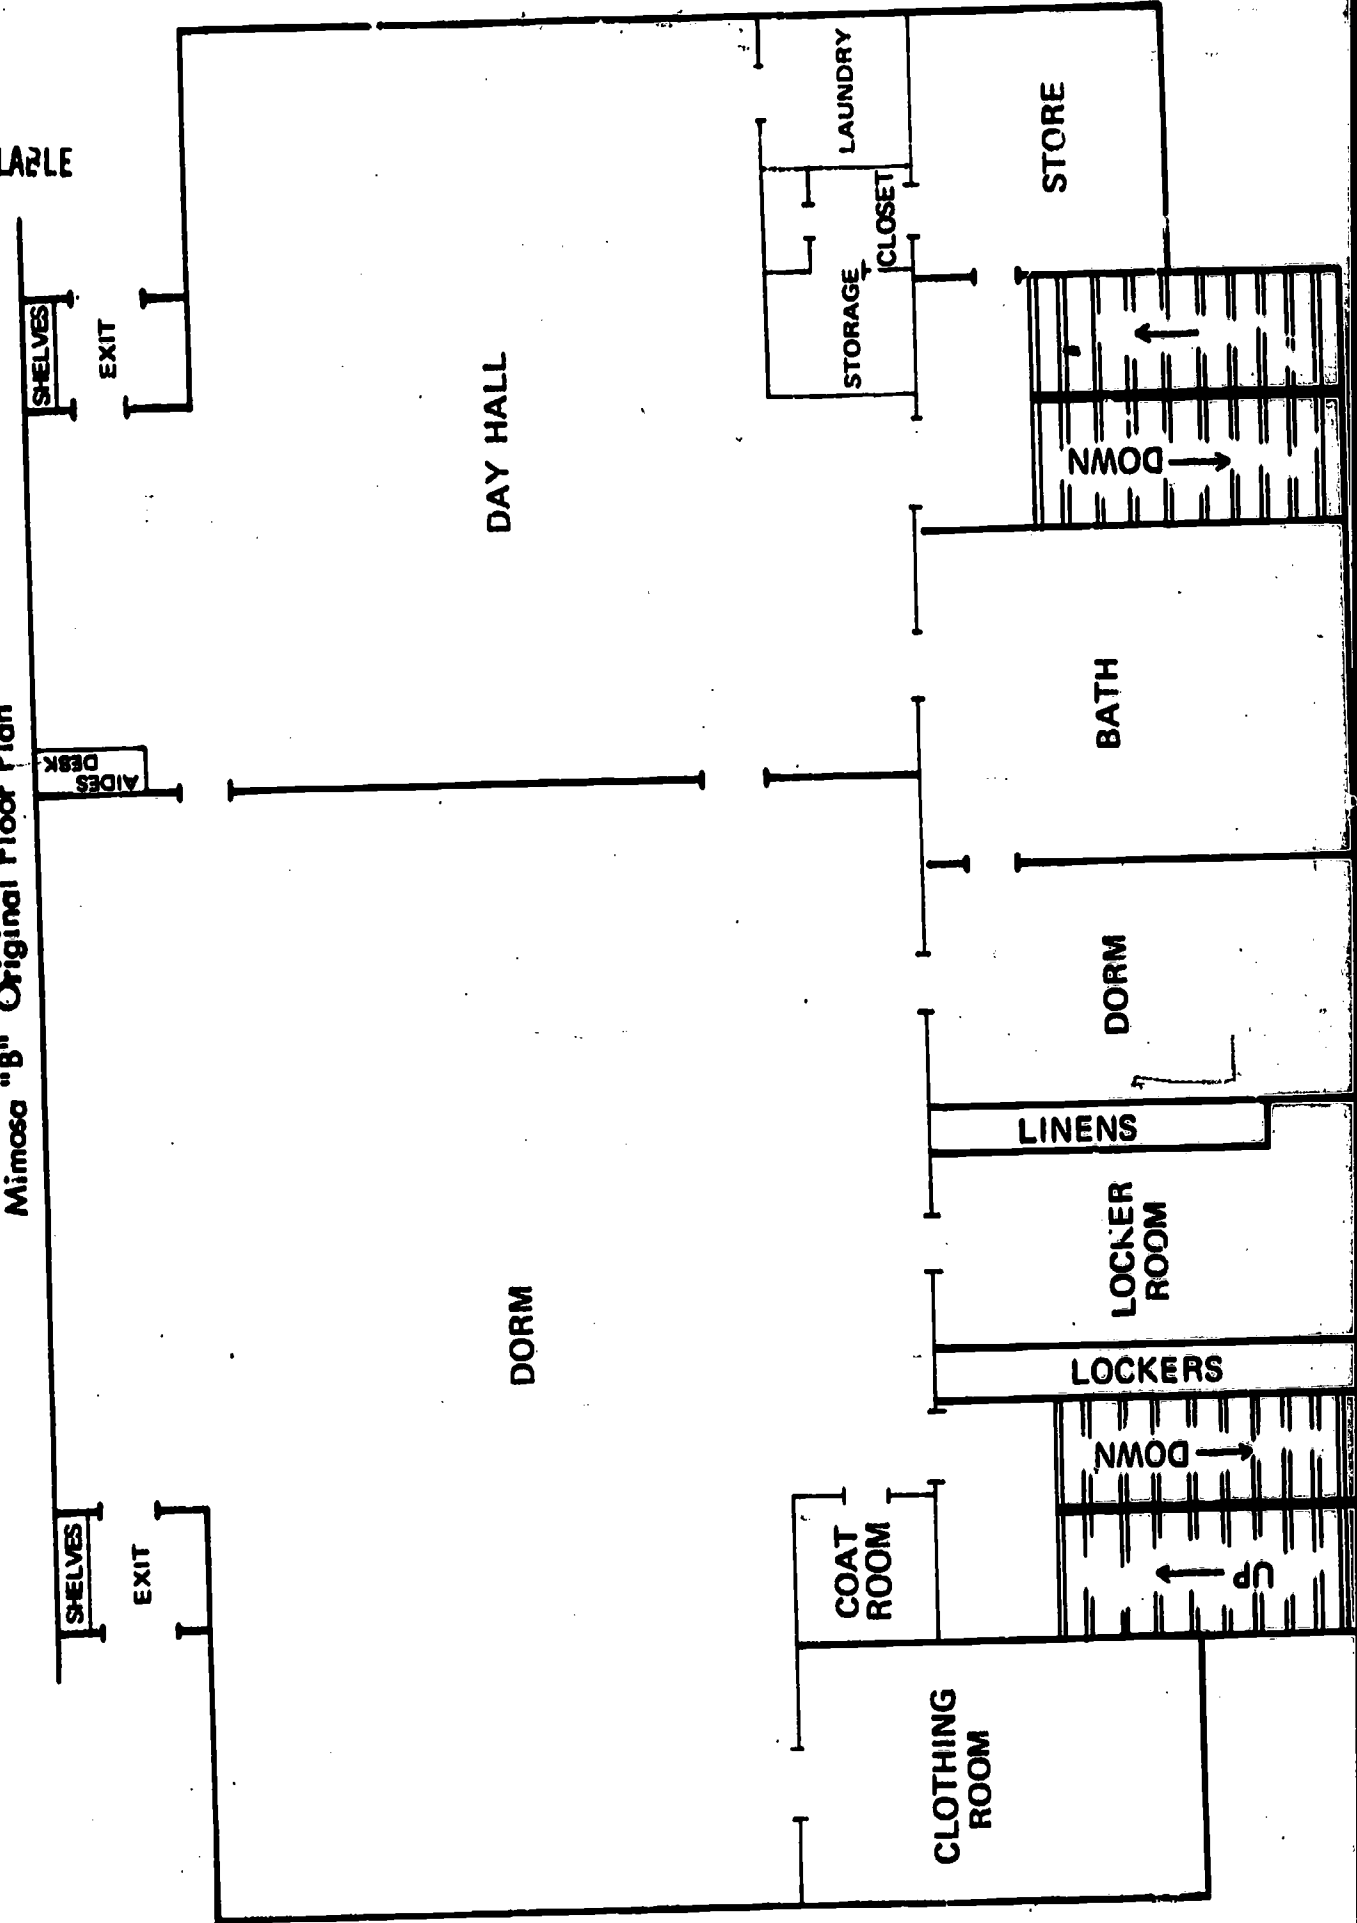 LABLE
Mimosa "B" Original Floor Plan
SHELVES
EXIT
SHELVES
EXIT
AIDES
DESK
DORM
DAY HALL
COAT
ROOM
STORAGE
CLOSET
LAUNDRY
CLOTHING
ROOM
UP
DOWN
LOCKERS
LOCKER
ROOM
LINENS
DORM
BATH
DOWN
STORE